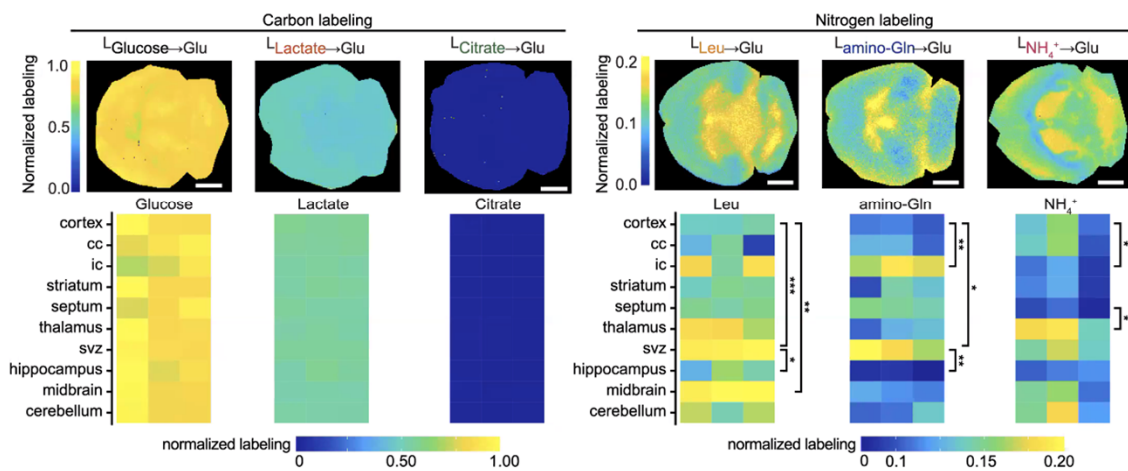 Carbon labeling
Nitrogen labeling
LGlucose→Glu
LLactate→Glu
LCitrate→Glu
LLeu→Glu
Lamino-Gln→Glu
LNH₄⁺→Glu
Normalized labeling
1.0
0.5
0.0
Normalized labeling
0.2
0.1
0.0
Glucose
Lactate
Citrate
Leu
amino-Gln
NH₄⁺
cortex
cc
ic
striatum
septum
thalamus
svz
hippocampus
midbrain
cerebellum
cortex
cc
ic
striatum
septum
thalamus
svz
hippocampus
midbrain
cerebellum
***
*
**
**
*
**
*
*
normalized labeling
0 0.50 1.00
normalized labeling
0 0.1 0.15 0.20